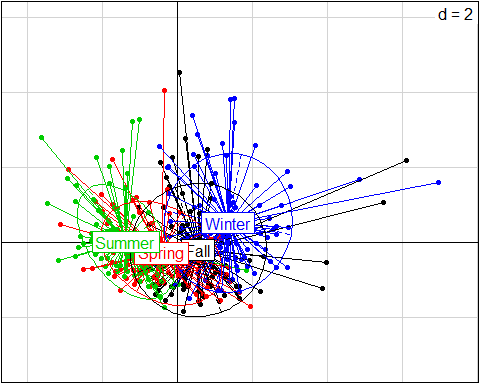 d = 2
Winter
Summer
Spring
Fall